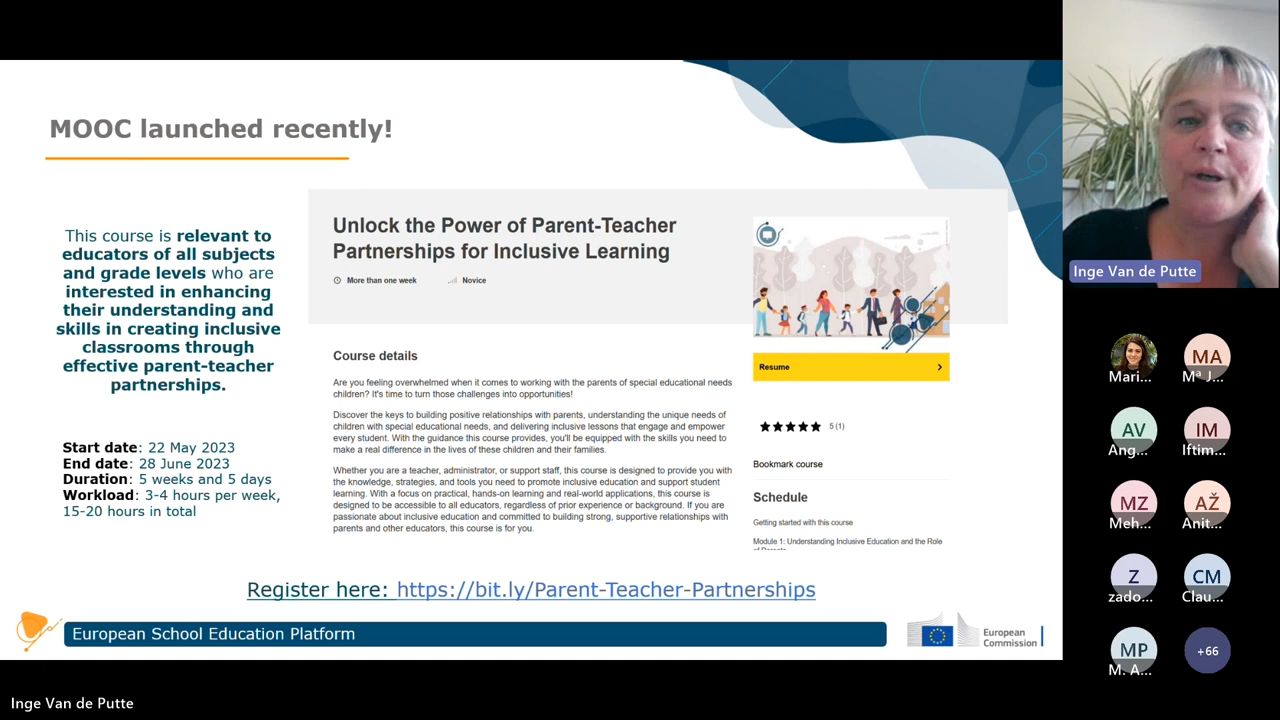 MOOC launched recently!
This course is relevant to
educators of all subjects
and grade levels who are
interested in enhancing
their understanding and
skills in creating inclusive
classrooms through
effective parent-teacher
partnerships.
Start date: 22 May 2023
End date: 28 June 2023
Duration: 5 weeks and 5 days
Workload: 3-4 hours per week,
15-20 hours in total
Unlock the Power of Parent-Teacher
Partnerships for Inclusive Learning
More than one week Novice
Course details
Are you feeling overwhelmed when it comes to working with the parents of special educational needs
children? It's time to turn those challenges into opportunities!
Discover the keys to building positive relationships with parents, understanding the unique needs of
children with special educational needs, and delivering inclusive lessons that engage and empower
every student. With the guidance this course provides, you'll be equipped with the skills you need to
make a real difference in the lives of these children and their families.
Whether you are a teacher, administrator, or support staff, this course is designed to provide you with
the knowledge, strategies, and tools you need to promote inclusive education and support student
learning. With a focus on practical, hands-on learning and real-world applications, this course is
designed to be accessible to all educators, regardless of prior experience or background. If you are
passionate about inclusive education and committed to building strong, supportive relationships with
parents and other educators, this course is for you.
Resume
5 (1)
Bookmark course
Schedule
Getting started with this course
Module 1: Understanding Inclusive Education and the Role
of Parents
Register here: https://bit.ly/Parent-Teacher-Partnerships
European School Education Platform
European
Commission
Inge Van de Putte
Mari...
MA
Mª J...
AV
Ang...
IM
Iftim...
MZ
Meh...
AŽ
Anit...
Z
zado...
CM
Clau...
MP
M. A...
+66
Inge Van de Putte